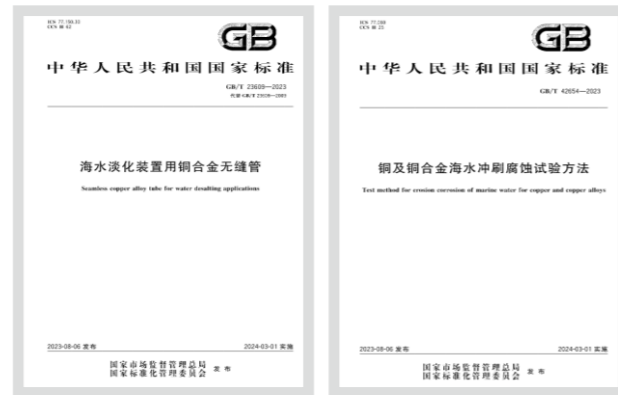 GB
中华人民共和国国家标准
GB/T 23609—2023
代替 GB/T 23609—2009
海水淡化装置用铜合金无缝管
Seamless copper alloy tube for water desalting applications
2023-08-06 发布
2024-03-01 实施
国家市场监督管理总局
国家标准化管理委员会
发布
GB
中华人民共和国国家标准
GB/T 42654—2023
铜及铜合金海水冲刷腐蚀试验方法
Test method for erosion corrosion of marine water for copper and copper alloys
2023-08-06 发布
2024-03-01 实施
国家市场监督管理总局
国家标准化管理委员会
发布